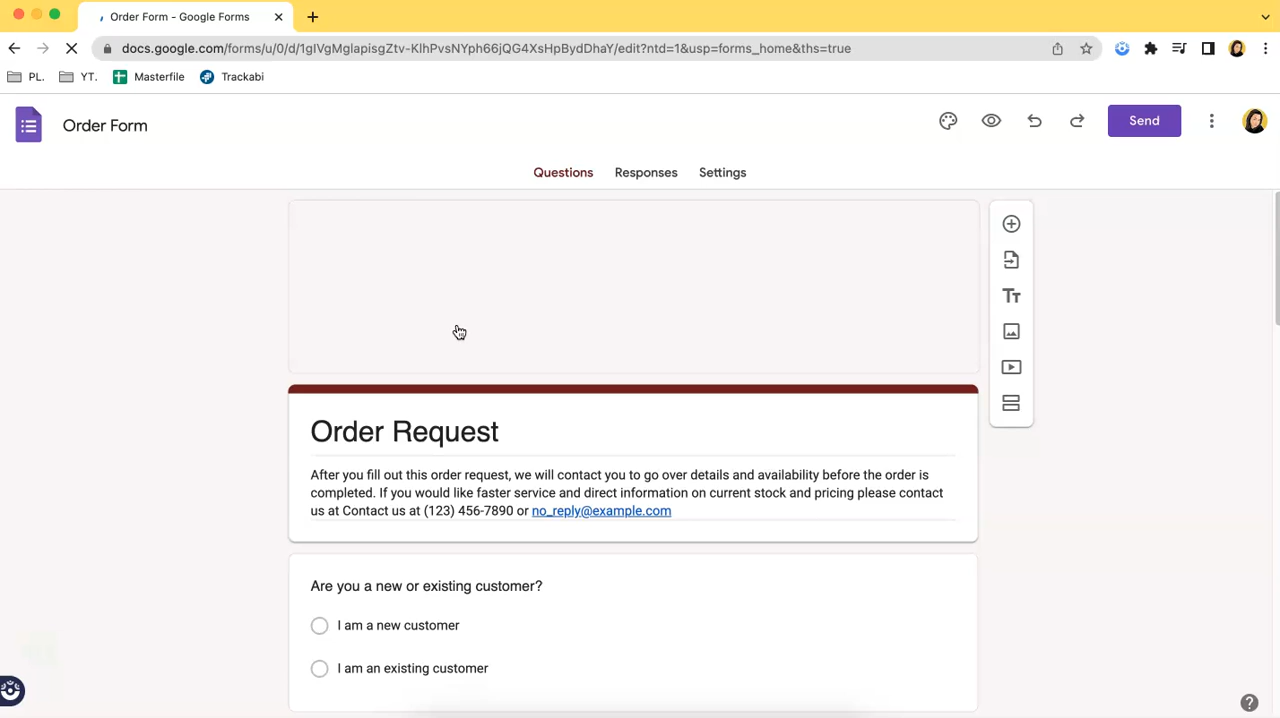 Order Form - Google Forms
docs.google.com/forms/u/0/d/1gIVgMglapisgZtv-KlhPvsNYph66jQG4XsHpBydDhaY/edit?ntd=1&usp=forms_home&ths=true
PL.
YT.
Masterfile
Trackabi
Order Form
Send
Questions
Responses
Settings
Order Request
After you fill out this order request, we will contact you to go over details and availability before the order is
completed. If you would like faster service and direct information on current stock and pricing please contact
us at Contact us at (123) 456-7890 or no_reply@example.com
Are you a new or existing customer?
I am a new customer
I am an existing customer